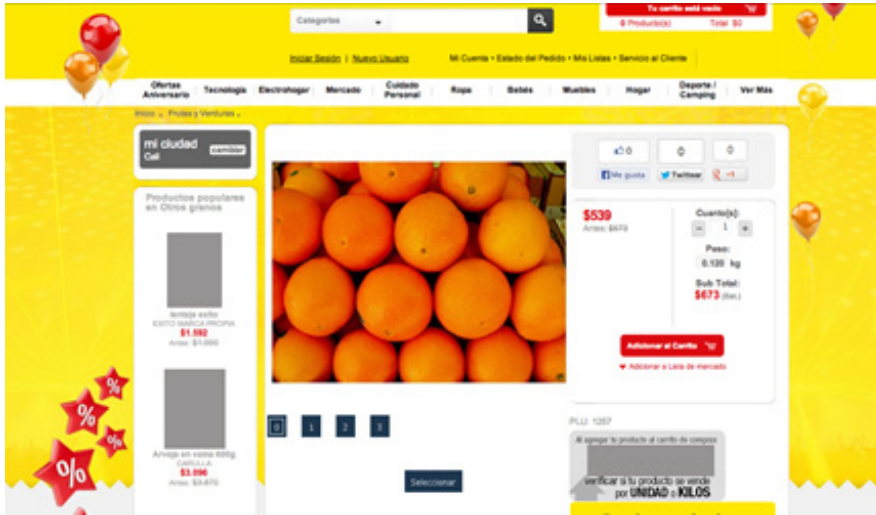 Tu carrito está vacío
0 Producto(s) Total $0
Categorías
Iniciar Sesión | Nuevo Usuario
Mi Cuenta • Estado del Pedido • Mis Listas • Servicio al Cliente
Ofertas Aniversario
Tecnología
Electrohogar
Mercado
Cuidado Personal
Ropa
Bebés
Muebles
Hogar
Deporte / Camping
Ver Más
Inicio Frutas y Verduras
mi ciudad
Cali
cambiar
Productos populares
en Otros granos
lenteja exito
EXITO MARCA PROPIA
$1.592
Antes: $1.990
Arveja en vaina 600g
CARULLA
$3.096
Antes: $3.870
% % % %
0 1 2 3
Seleccionar
0 0 0
Me gusta Twittear +1
$539
Antes: $673
Cuanto(s):
- 1 +
Peso:
0.120 kg
Sub Total:
$673
Adicionar al Carrito
Adicionar a Lista de mercado
PLU: 1257
Al agregar tu producto al carrito de compras
verificar si tu producto se vende
por UNIDAD o KILOS